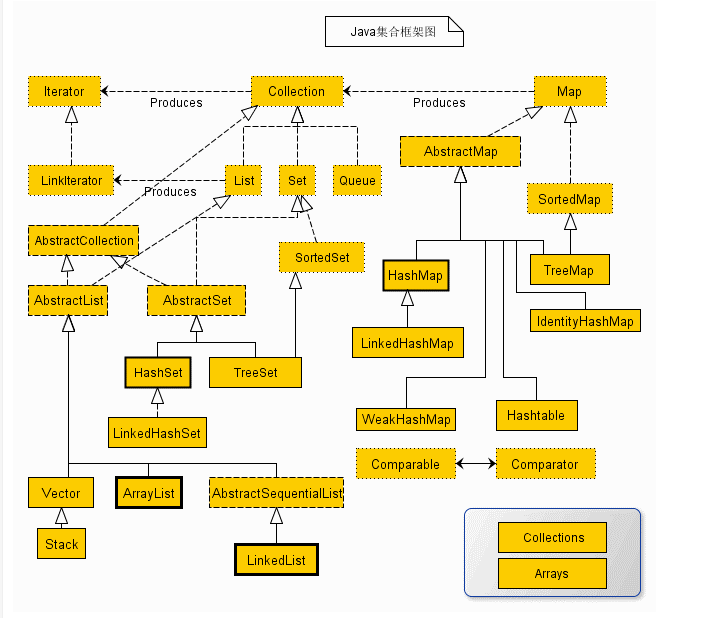 Java集合框架图
Iterator
Collection
Map
Produces
Produces
AbstractMap
LinkIterator
Produces
List
Set
Queue
SortedMap
AbstractCollection
SortedSet
HashMap
TreeMap
AbstractList
AbstractSet
IdentityHashMap
LinkedHashMap
HashSet
TreeSet
WeakHashMap
Hashtable
LinkedHashSet
Comparable
Comparator
Vector
ArrayList
AbstractSequentialList
Stack
LinkedList
Collections
Arrays